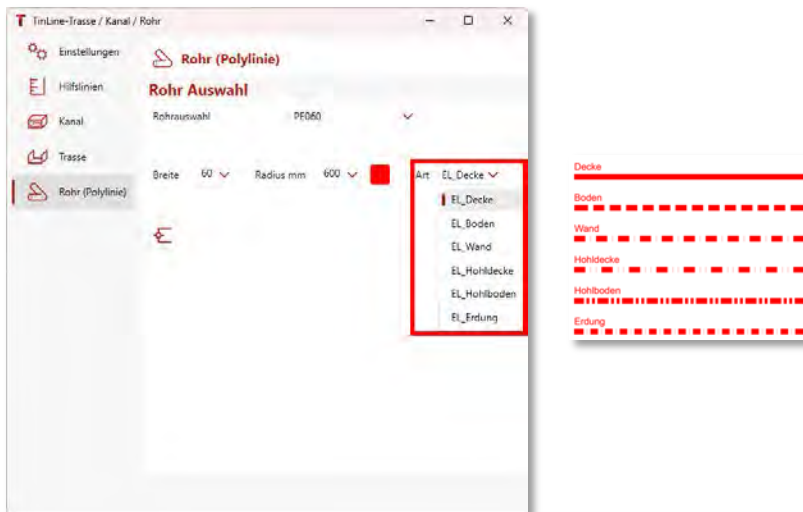 TinLine-Trasse / Kanal / Rohr
Einstellungen
Hilfslinien
Kanal
Trasse
Rohr (Polylinie)
Rohr (Polylinie)
Rohr Auswahl
Rohrauswahl PE060
Breite 60 Radius mm 600 Art EL_Decke
EL_Decke
EL_Boden
EL_Wand
EL_Hohldecke
EL_Hohlboden
EL_Erdung
Decke
Boden
Wand
Hohldecke
Hohlboden
Erdung